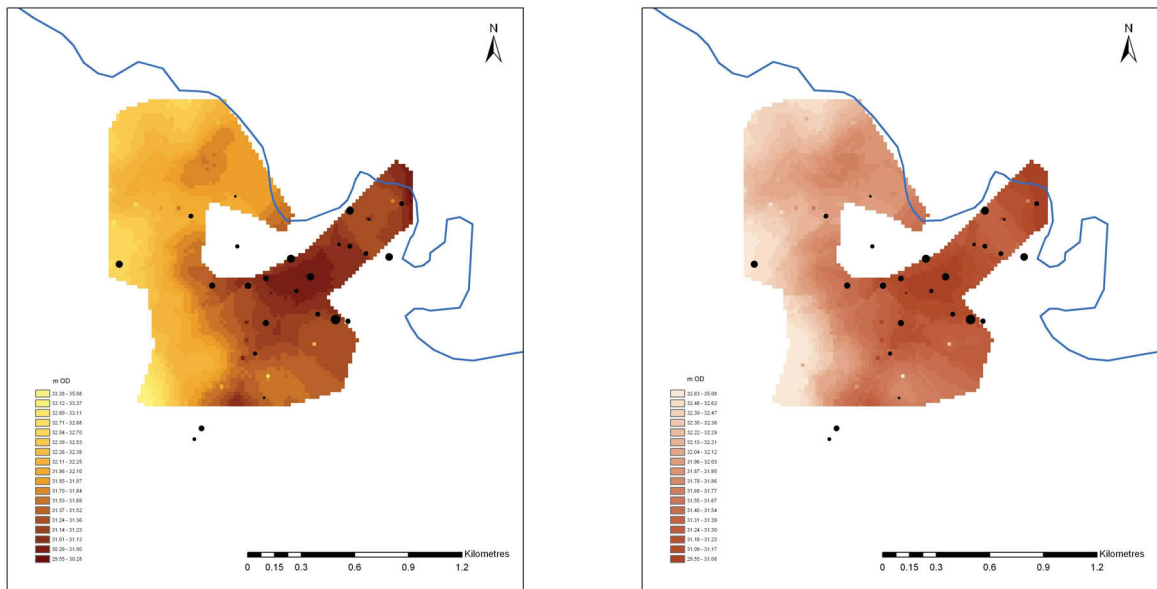 N
m OD
33.38 - 35.08
33.12 - 33.37
32.89 - 33.11
32.71 - 32.88
32.54 - 32.70
32.39 - 32.53
32.26 - 32.38
32.11 - 32.25
31.98 - 32.10
31.85 - 31.97
31.70 - 31.84
31.53 - 31.69
31.37 - 31.52
31.24 - 31.36
31.14 - 31.23
31.01 - 31.13
30.29 - 31.00
29.55 - 30.28
Kilometres
0 0.15 0.3 0.6 0.9 1.2
N
m OD
32.63 - 35.08
32.48 - 32.62
32.39 - 32.47
32.30 - 32.38
32.22 - 32.29
32.13 - 32.21
32.04 - 32.12
31.96 - 32.03
31.87 - 31.95
31.78 - 31.86
31.68 - 31.77
31.55 - 31.67
31.40 - 31.54
31.31 - 31.39
31.24 - 31.30
31.18 - 31.23
31.09 - 31.17
29.55 - 31.08
Kilometres
0 0.15 0.3 0.6 0.9 1.2